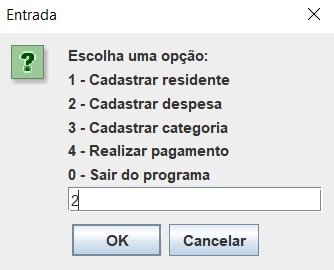 Entrada
Escolha uma opção:
1 - Cadastrar residente
2 - Cadastrar despesa
3 - Cadastrar categoria
4 - Realizar pagamento
0 - Sair do programa
2
OK
Cancelar